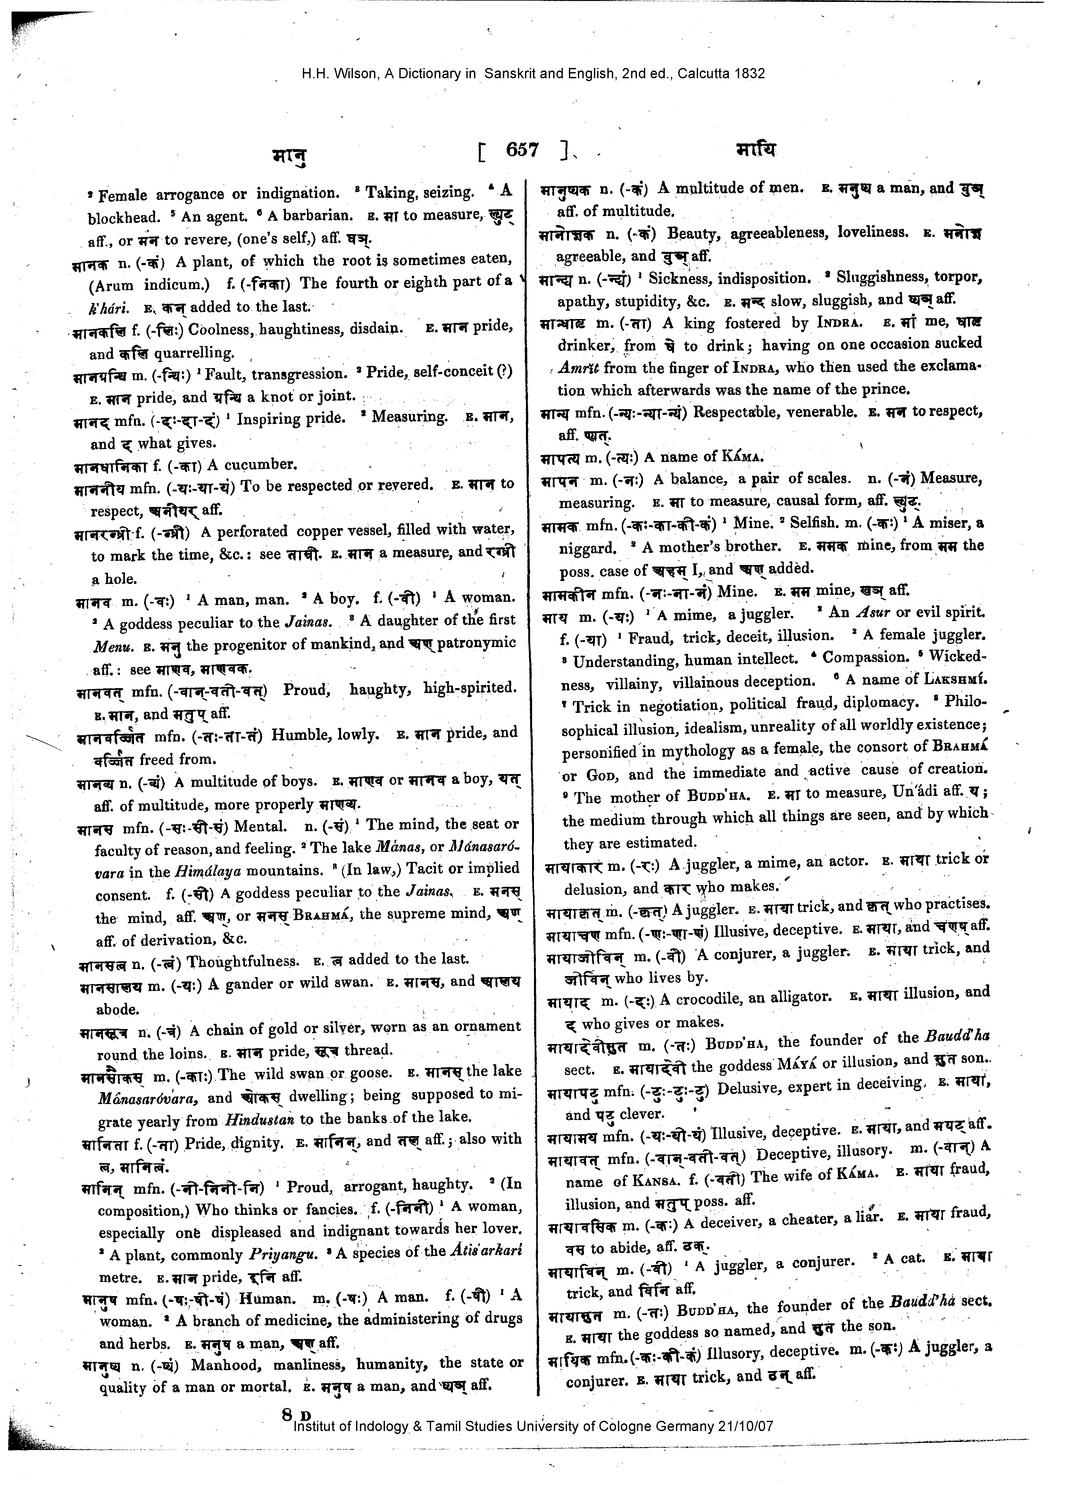 H.H. Wilson, A Dictionary in Sanskrit and English, 2nd ed., Calcutta 1832
मानु
[ 657 ]
मायि
² Female arrogance or indignation. ³ Taking, seizing. ⁴ A
blockhead. ⁵ An agent. ⁶ A barbarian. E. मा to measure, ल्युट्
aff., or मन to revere, (one's self,) aff. घञ्.
मानक n. (-कं) A plant, of which the root is sometimes eaten,
(Arum indicum.) f. (-निका) The fourth or eighth part of a
k'hári. E. कन् added to the last.
मानकलि f. (-लिः) Coolness, haughtiness, disdain. E. मान pride,
and कलि quarrelling.
मानग्रन्थि m. (-न्थिः) ¹ Fault, transgression. ² Pride, self-conceit (?)
E. मान pride, and ग्रन्थि a knot or joint.
मानद mfn. (-दः-दा-दं) ¹ Inspiring pride. ² Measuring. E. मान,
and द what gives.
मानधानिका f. (-का) A cucumber.
माननीय mfn. (-यः-या-यं) To be respected or revered. E. मान to
respect, अनीयर् aff.
मानरन्ध्री f. (-न्ध्री) A perforated copper vessel, filled with water,
to mark the time, &c.: see ताम्री. E. मान a measure, and रन्ध्री
a hole.
मानव m. (-वः) ¹ A man, man. ² A boy. f. (-वी) ¹ A woman.
² A goddess peculiar to the Jainas. ³ A daughter of the first
Menu. E. मनु the progenitor of mankind, and अण् patronymic
aff.: see माणव, माणवक.
मानवत् mfn. (-वान्-वती-वत्) Proud, haughty, high-spirited.
E. मान, and मतुप् aff.
मानवर्ज्जित mfn. (-तः-ता-तं) Humble, lowly. E. मान pride, and
वर्ज्जित freed from.
मानव्य n. (-व्यं) A multitude of boys. E. माणव or मानव a boy, यत्
aff. of multitude, more properly माणव्य.
मानस mfn. (-सः-सी-सं) Mental. n. (-सं) ¹ The mind, the seat or
faculty of reason, and feeling. ² The lake Mánas, or Mánasaró-
vara in the Himálaya mountains. ³ (In law,) Tacit or implied
consent. f. (-सी) A goddess peculiar to the Jainas. E. मनस्
the mind, aff. अण्, or मनस् BRAHMÁ, the supreme mind, अण्
aff. of derivation, &c.
मानसत्व n. (-त्वं) Thoughtfulness. E. त्व added to the last.
मानसालय m. (-यः) A gander or wild swan. E. मानस, and आलय
abode.
मानसूत्र n. (-त्रं) A chain of gold or silver, worn as an ornament
round the loins. E. मान pride, सूत्र thread.
मानसौकस् m. (-काः) The wild swan or goose. E. मानस् the lake
Mánasaróvara, and ओकस् dwelling; being supposed to mi-
grate yearly from Hindustan to the banks of the lake.
मानिता f. (-ता) Pride, dignity. E. मानिन्, and तल् aff.; also with
त्व, मानित्वं.
मानिन् mfn. (-नी-निनी-नि) ¹ Proud, arrogant, haughty. ² (In
composition,) Who thinks or fancies. f. (-निनी) ¹ A woman,
especially one displeased and indignant towards her lover.
² A plant, commonly Priyangu. ³ A species of the Átis'arkari
metre. E. मान pride, इनि aff.
मानुष mfn. (-षः-षी-षं) Human. m. (-षः) A man. f. (-षी) ¹ A
woman. ² A branch of medicine, the administering of drugs
and herbs. E. मनुष a man, अण् aff.
मानुष्य n. (-ष्यं) Manhood, manliness, humanity, the state or
quality of a man or mortal. E. मनुष a man, and ष्यञ् aff.
मानुष्यक n. (-कं) A multitude of men. E. मनुष्य a man, and वुञ्
aff. of multitude.
मानोज्ञक n. (-कं) Beauty, agreeableness, loveliness. E. मनोज्ञ
agreeable, and वुञ् aff.
मान्द्य n. (-न्द्यं) ¹ Sickness, indisposition. ² Sluggishness, torpor,
apathy, stupidity, &c. E. मन्द slow, sluggish, and ष्यञ् aff.
मान्धातृ m. (-ता) A king fostered by INDRA. E. मां me, धातृ
drinker, from धे to drink; having on one occasion sucked
Amrĭt from the finger of INDRA, who then used the exclama-
tion which afterwards was the name of the prince.
मान्य mfn. (-न्यः-न्या-न्यं) Respectable, venerable. E. मन to respect,
aff. ण्यत्.
मापत्य m. (-त्यः) A name of KÁMA.
मापन m. (-नः) A balance, a pair of scales. n. (-नं) Measure,
measuring. E. मा to measure, causal form, aff. ल्युट्.
मामक mfn. (-कः-का-की-कं) ¹ Mine. ² Selfish. m. (-कः) ¹ A miser, a
niggard. ² A mother's brother. E. ममक mine, from मम the
poss. case of अहम् I, and अण् added.
मामकीन mfn. (-नः-ना-नं) Mine. E. मम mine, खञ् aff.
माय m. (-यः) ¹ A mime, a juggler. ² An Asur or evil spirit.
f. (-या) ¹ Fraud, trick, deceit, illusion. ² A female juggler.
³ Understanding, human intellect. ⁴ Compassion. ⁵ Wicked-
ness, villainy, villainous deception. ⁶ A name of LAKSHMÍ.
⁷ Trick in negotiation, political fraud, diplomacy. ⁸ Philo-
sophical illusion, idealism, unreality of all worldly existence;
personified in mythology as a female, the consort of BRAHMÁ
or GOD, and the immediate and active cause of creation.
⁹ The mother of BUDD'HA. E. मा to measure, Un'ádi aff. य;
the medium through which all things are seen, and by which
they are estimated.
मायाकार m. (-रः) A juggler, a mime, an actor. E. माया trick or
delusion, and कार who makes.
मायाकृत् m. (-कृत्) A juggler. E. माया trick, and कृत् who practises.
मायाचण mfn. (-णः-णा-णं) Illusive, deceptive. E. माया, and चणप् aff.
मायाजीविन् m. (-वी) A conjurer, a juggler. E. माया trick, and
जीविन् who lives by.
मायाद m. (-दः) A crocodile, an alligator. E. माया illusion, and
द who gives or makes.
मायादेवीसुत m. (-तः) BUDD'HA, the founder of the Baudd'ha
sect. E. मायादेवी the goddess MÁYÁ or illusion, and सुत son.
मायापटु mfn. (-टुः-टुः-टु) Delusive, expert in deceiving. E. माया,
and पटु clever.
मायामय mfn. (-यः-यी-यं) Illusive, deceptive. E. माया, and मयट् aff.
मायावत् mfn. (-वान्-वती-वत्) Deceptive, illusory. m. (-वान्) A
name of KANSA. f. (-वती) The wife of KÁMA. E. माया fraud,
illusion, and मतुप् poss. aff.
मायावसिक m. (-कः) A deceiver, a cheater, a liar. E. माया fraud,
वस to abide, aff. ठक्.
मायाविन् m. (-वी) ¹ A juggler, a conjurer. ² A cat. E. माया
trick, and विनि aff.
मायासुत m. (-तः) BUDD'HA, the founder of the Baudd'ha sect.
E. माया the goddess so named, and सुत the son.
मायिक mfn. (-कः-की-कं) Illusory, deceptive. m. (-कः) A juggler, a
conjurer. E. माया trick, and ठन् aff.
8 D
Institut of Indology & Tamil Studies University of Cologne Germany 21/10/07